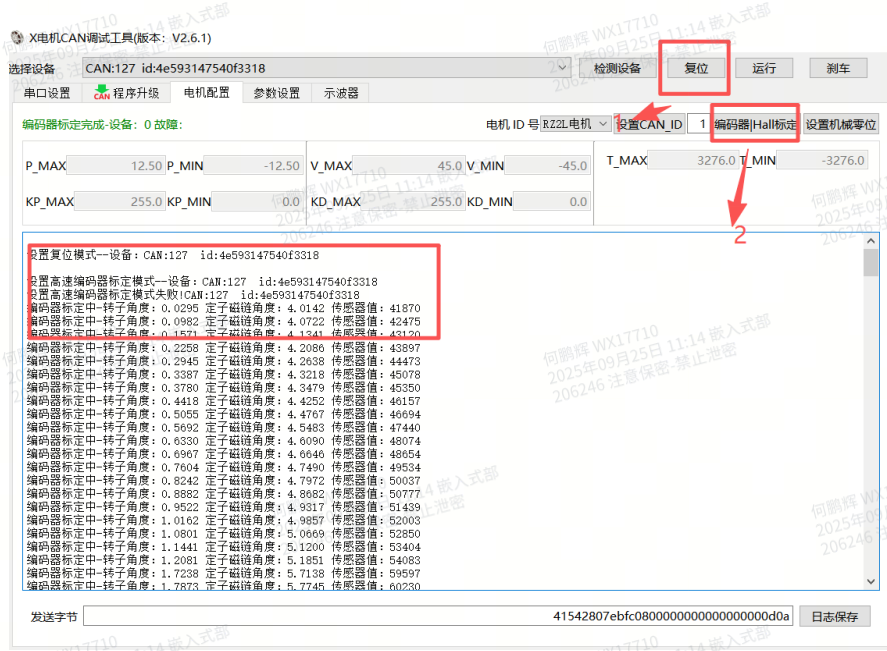 X电机CAN调试工具(版本：V2.6.1)
选择设备 CAN:127 id:4e593147540f3318 检测设备 复位 运行 刹车
串口设置 CAN 程序升级 电机配置 参数设置 示波器
编码器标定完成-设备：0 故障： 电机 ID 号 RZ2L电机 1 设置CAN_ID 1 编码器|Hall标定 设置机械零位
P_MAX 12.50 P_MIN -12.50 V_MAX 45.0 V_MIN -45.0 T_MAX 3276.0 T_MIN -3276.0
KP_MAX 255.0 KP_MIN 0.0 KD_MAX 255.0 KD_MIN 0.0
2
设置复位模式--设备：CAN:127 id:4e593147540f3318
设置高速编码器标定模式--设备：CAN:127 id:4e593147540f3318
设置高速编码器标定模式失败!CAN:127 id:4e593147540f3318
编码器标定中-转子角度：0.0295 定子磁链角度：4.0142 传感器值：41870
编码器标定中-转子角度：0.0982 定子磁链角度：4.0722 传感器值：42475
编码器标定中-转子角度：0.1571 定子磁链角度：4.1341 传感器值：43120
编码器标定中-转子角度：0.2258 定子磁链角度：4.2086 传感器值：43897
编码器标定中-转子角度：0.2945 定子磁链角度：4.2638 传感器值：44473
编码器标定中-转子角度：0.3387 定子磁链角度：4.3218 传感器值：45078
编码器标定中-转子角度：0.3780 定子磁链角度：4.3479 传感器值：45350
编码器标定中-转子角度：0.4418 定子磁链角度：4.4252 传感器值：46157
编码器标定中-转子角度：0.5055 定子磁链角度：4.4767 传感器值：46694
编码器标定中-转子角度：0.5692 定子磁链角度：4.5483 传感器值：47440
编码器标定中-转子角度：0.6330 定子磁链角度：4.6090 传感器值：48074
编码器标定中-转子角度：0.6967 定子磁链角度：4.6646 传感器值：48654
编码器标定中-转子角度：0.7604 定子磁链角度：4.7490 传感器值：49534
编码器标定中-转子角度：0.8242 定子磁链角度：4.7972 传感器值：50037
编码器标定中-转子角度：0.8882 定子磁链角度：4.8682 传感器值：50777
编码器标定中-转子角度：0.9522 定子磁链角度：4.9317 传感器值：51439
编码器标定中-转子角度：1.0162 定子磁链角度：4.9857 传感器值：52003
编码器标定中-转子角度：1.0801 定子磁链角度：5.0669 传感器值：52850
编码器标定中-转子角度：1.1441 定子磁链角度：5.1200 传感器值：53404
编码器标定中-转子角度：1.2081 定子磁链角度：5.1851 传感器值：54083
编码器标定中-转子角度：1.7238 定子磁链角度：5.7138 传感器值：59597
编码器标定中-转子角度：1.7873 定子磁链角度：5.7745 传感器值：60230
发送字节 41542807ebfc0800000000000000000d0a 日志保存
何鹏辉 WX17710
2025年09月25日 11:14 嵌入式部
206246 注意保密-禁止泄密